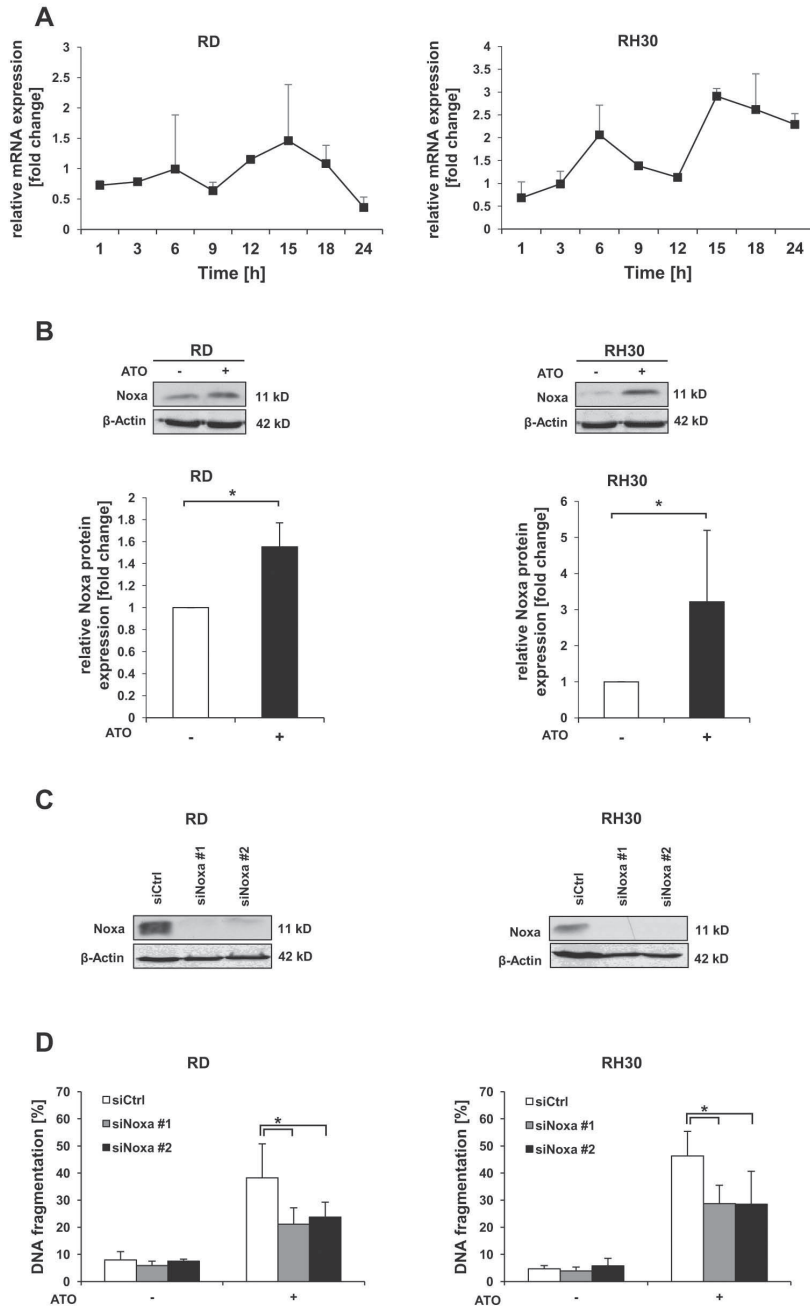 A
RD
relative mRNA expression
[fold change]
3
2.5
2
1.5
1
0.5
0
1 3 6 9 12 15 18 24
Time [h]
RH30
relative mRNA expression
[fold change]
4
3.5
3
2.5
2
1.5
1
0.5
0
1 3 6 9 12 15 18 24
Time [h]
B
RD
ATO - +
Noxa 11 kD
β-Actin 42 kD
RH30
ATO - +
Noxa 11 kD
β-Actin 42 kD
RD
relative Noxa protein
expression [fold change]
2
1.8
1.6
1.4
1.2
1
0.8
0.6
0.4
0.2
0
*
ATO - +
RH30
relative Noxa protein
expression [fold change]
6
5
4
3
2
1
0
*
ATO - +
C
RD
siCtrl
siNoxa #1
siNoxa #2
Noxa 11 kD
β-Actin 42 kD
RH30
siCtrl
siNoxa #1
siNoxa #2
Noxa 11 kD
β-Actin 42 kD
D
RD
DNA fragmentation [%]
70
60
50
40
30
20
10
0
siCtrl
siNoxa #1
siNoxa #2
*
ATO - +
RH30
DNA fragmentation [%]
70
60
50
40
30
20
10
0
siCtrl
siNoxa #1
siNoxa #2
*
ATO - +